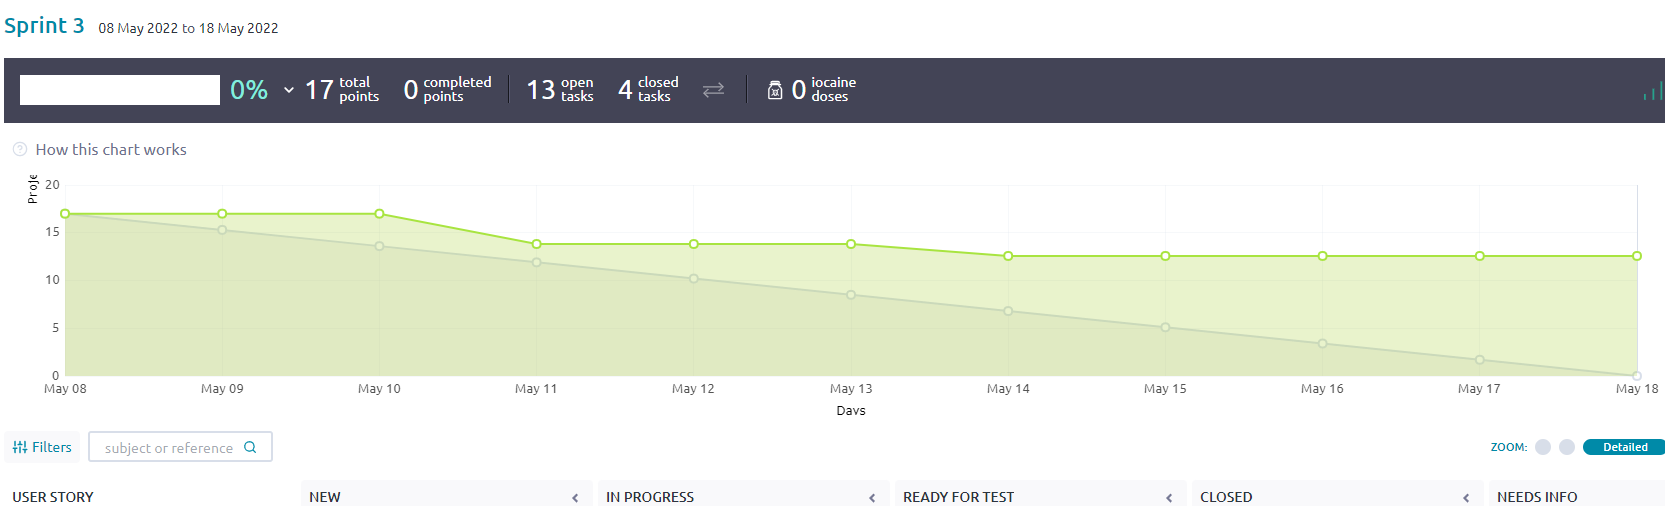 Sprint 3 08 May 2022 to 18 May 2022
0% 17 total points 0 completed points 13 open tasks 4 closed tasks 0 iocaine doses
How this chart works
Proje
20
15
10
5
0
May 08 May 09 May 10 May 11 May 12 May 13 May 14 May 15 May 16 May 17 May 18
Days
Filters subject or reference ZOOM: Detailed
USER STORY NEW IN PROGRESS READY FOR TEST CLOSED NEEDS INFO